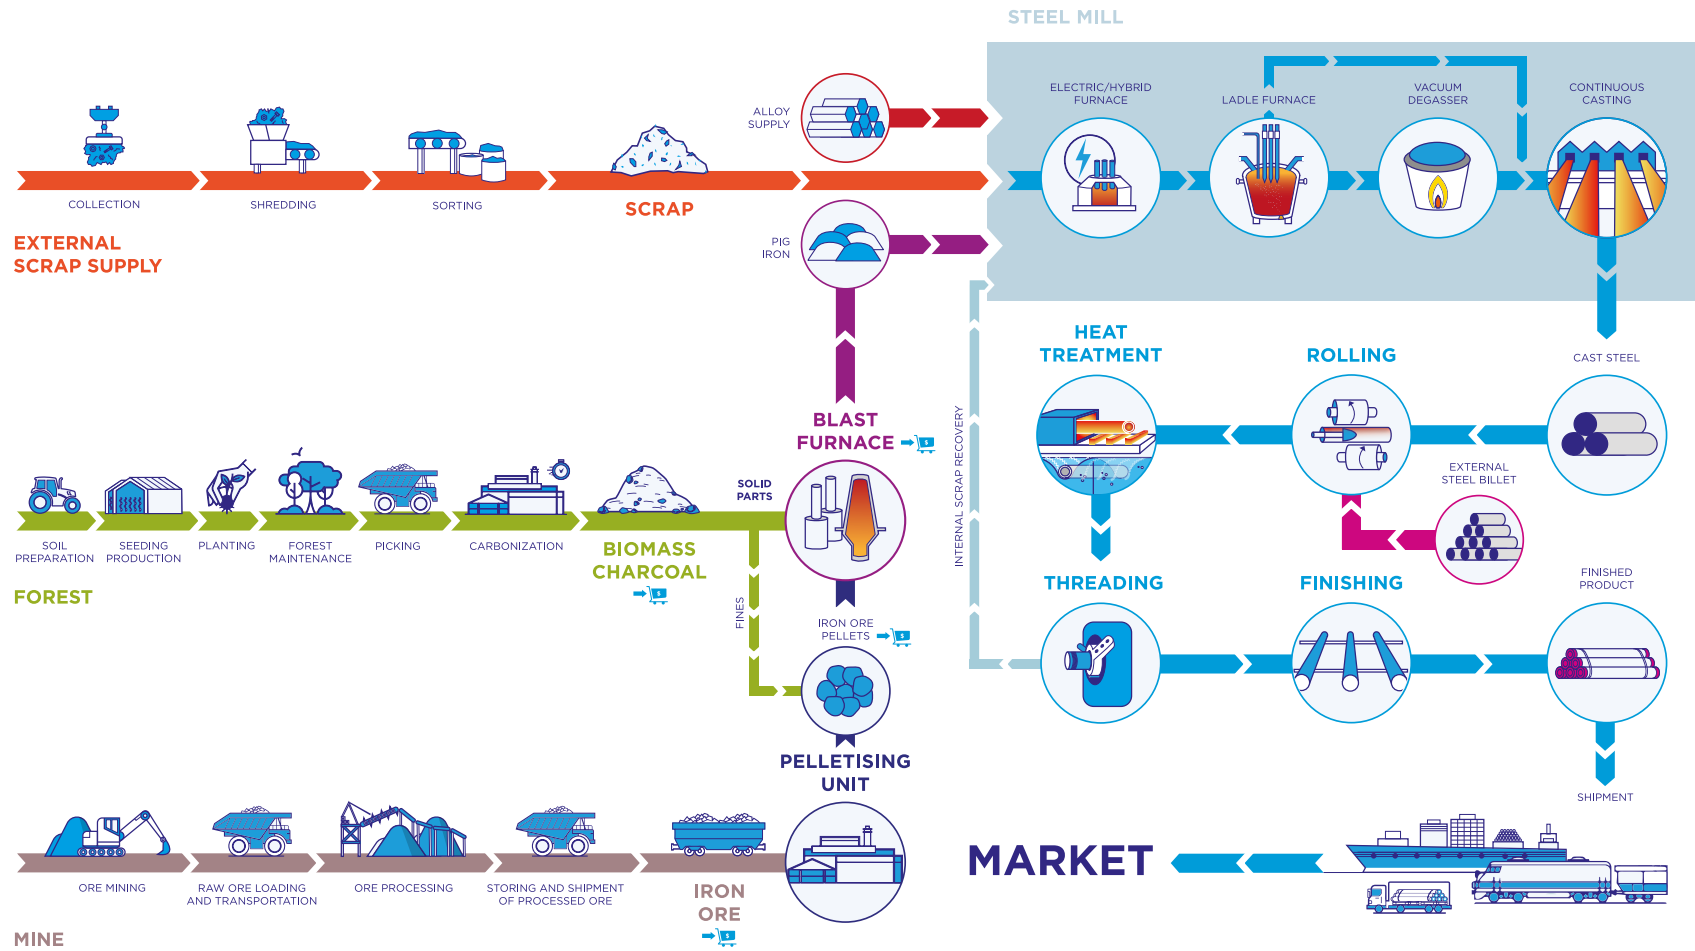 STEEL MILL
ELECTRIC/HYBRID
FURNACE
LADLE FURNACE
VACUUM
DEGASSER
CONTINUOUS
CASTING
ALLOY
SUPPLY
COLLECTION
SHREDDING
SORTING
SCRAP
EXTERNAL
SCRAP SUPPLY
PIG
IRON
HEAT
TREATMENT
ROLLING
CAST STEEL
BLAST
FURNACE
$
INTERNAL SCRAP RECOVERY
EXTERNAL
STEEL BILLET
SOLID
PARTS
SOIL
PREPARATION
SEEDING
PRODUCTION
PLANTING
FOREST
MAINTENANCE
PICKING
CARBONIZATION
BIOMASS
CHARCOAL
$
FOREST
FINES
THREADING
FINISHING
FINISHED
PRODUCT
IRON ORE
PELLETS
$
PELLETISING
UNIT
SHIPMENT
MARKET
ORE MINING
RAW ORE LOADING
AND TRANSPORTATION
ORE PROCESSING
STORING AND SHIPMENT
OF PROCESSED ORE
IRON
ORE
$
MINE